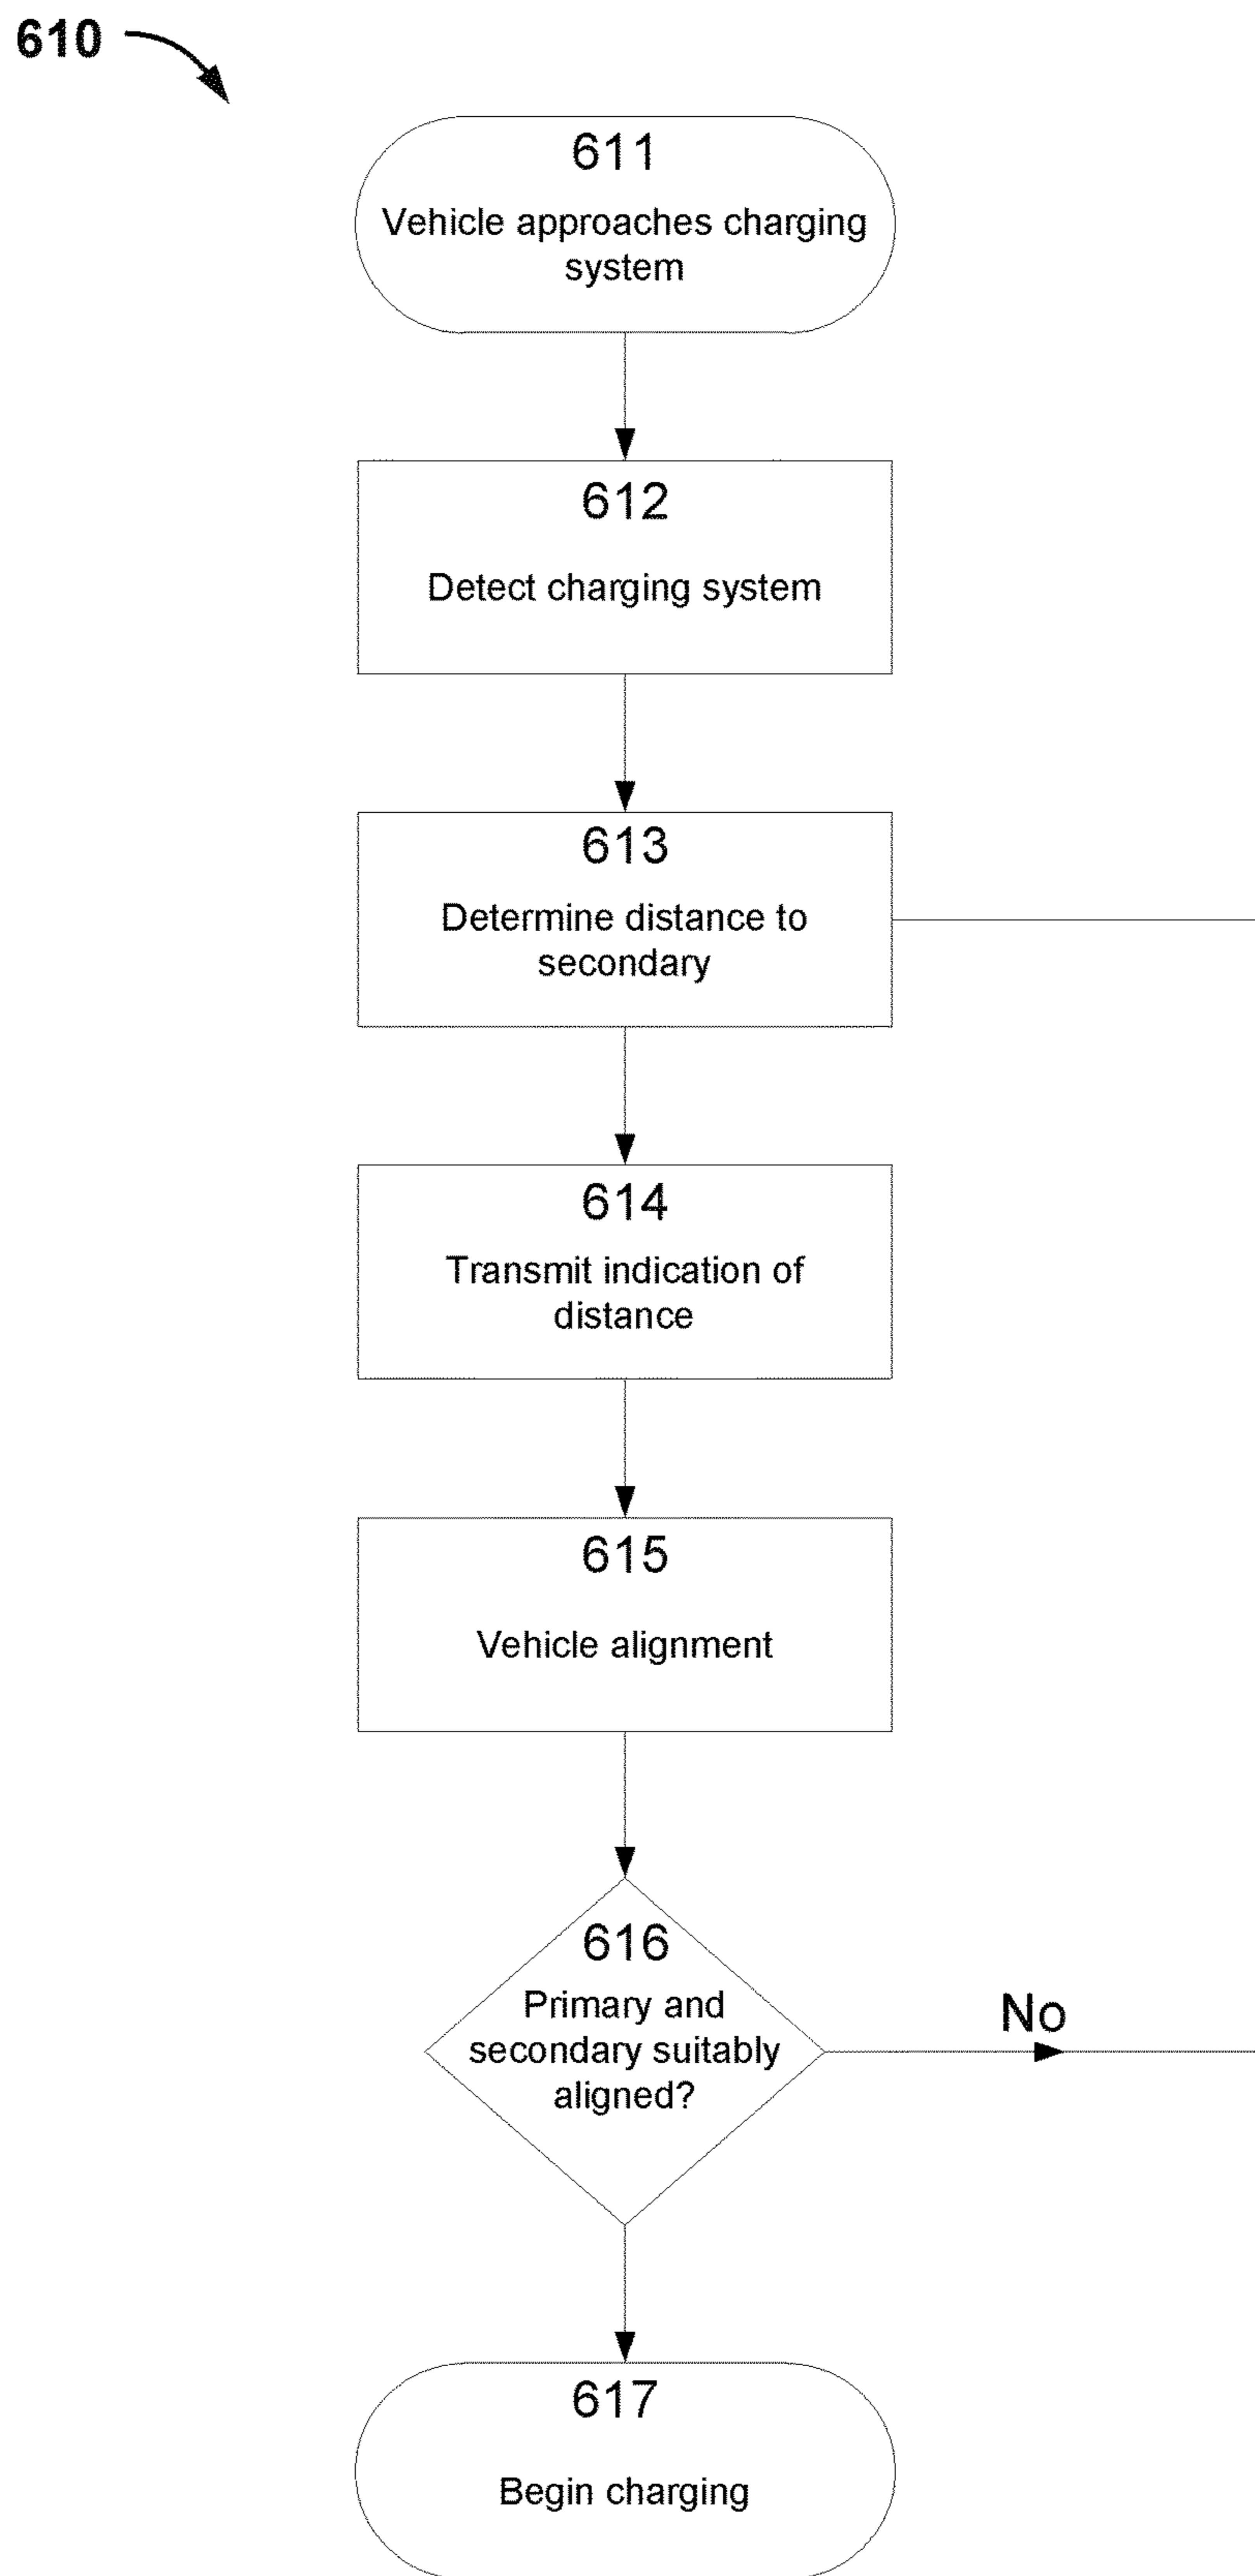 610
611
Vehicle approaches charging
system
612
Detect charging system
613
Determine distance to
secondary
614
Transmit indication of
distance
615
Vehicle alignment
616
Primary and
secondary suitably
aligned?
No
617
Begin charging